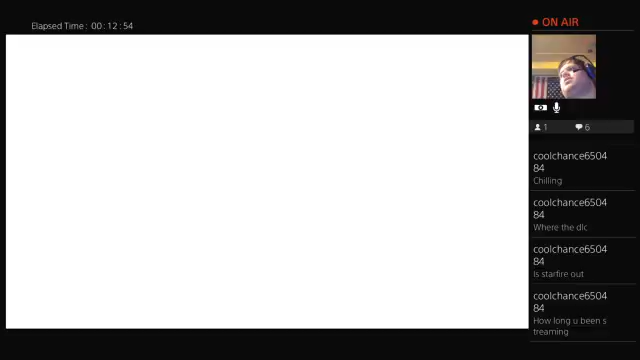 Elapsed Time : 00 : 12 : 54
ON AIR
1
6
coolchance6504
84
Chilling
coolchance6504
84
Where the dlc
coolchance6504
84
Is starfire out
coolchance6504
84
How long u been s
treaming